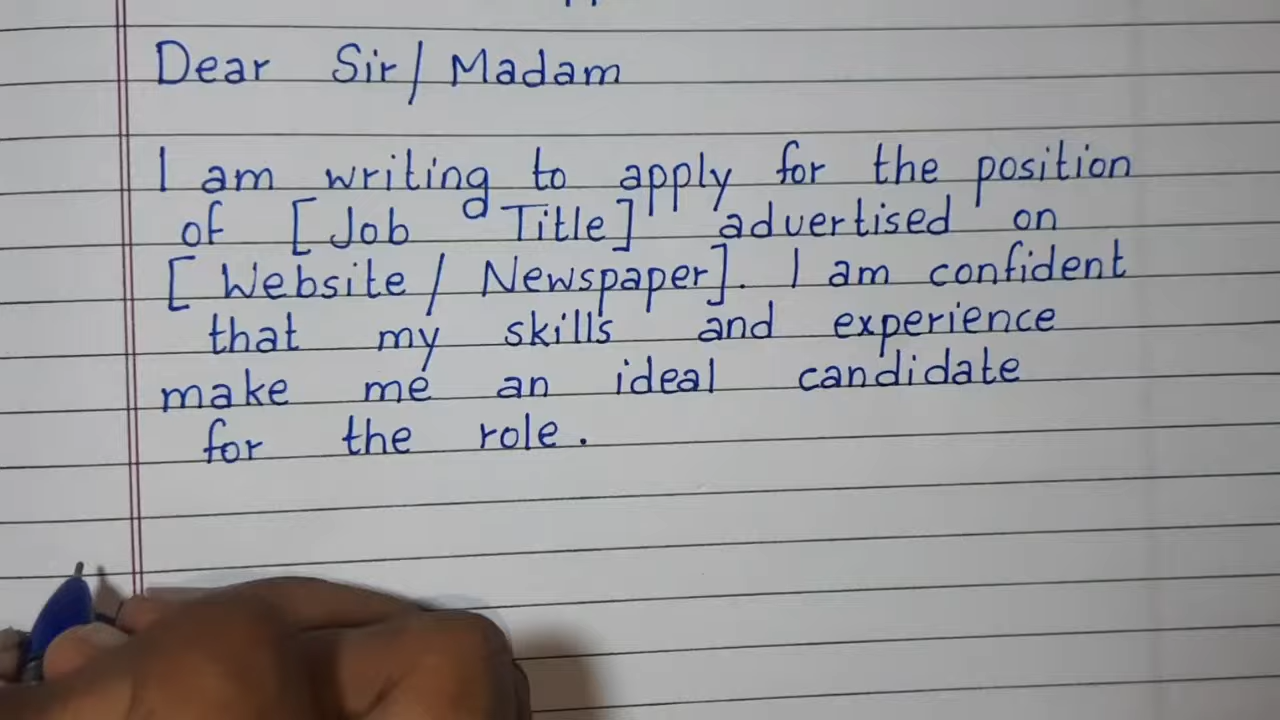 Dear Sir/Madam
I am writing to apply for the position
of [Job Title] advertised on
[Website/Newspaper]. I am confident
that my skills and experience
make me an ideal candidate
for the role.